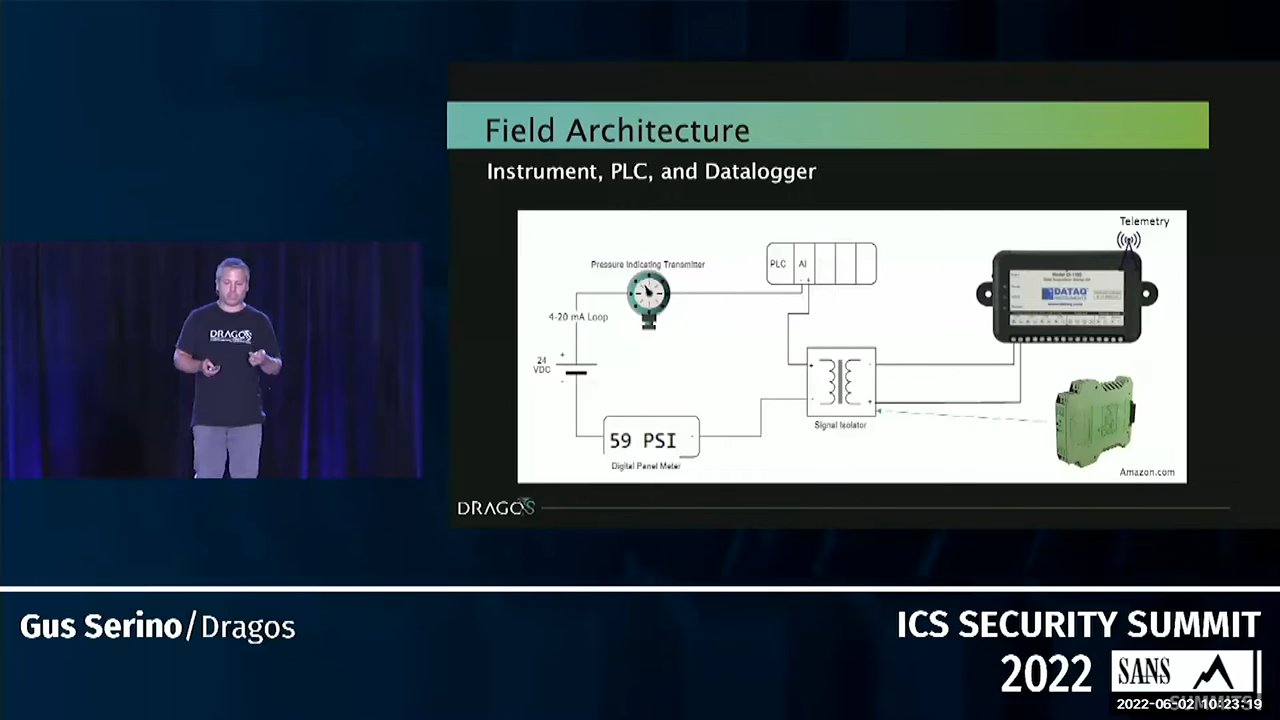 Field Architecture
Instrument, PLC, and Datalogger
Telemetry
Pressure Indicating Transmitter
PLC
AI
4-20 mA Loop
24
VDC
DATAQ
INSTRUMENTS
59 PSI
Digital Panel Meter
Signal Isolator
Amazon.com
DRAGOS
DRAGOS
Gus Serino/Dragos
ICS SECURITY SUMMIT
2022
SANS
SUMMITS
2022-06-02 10:23:19